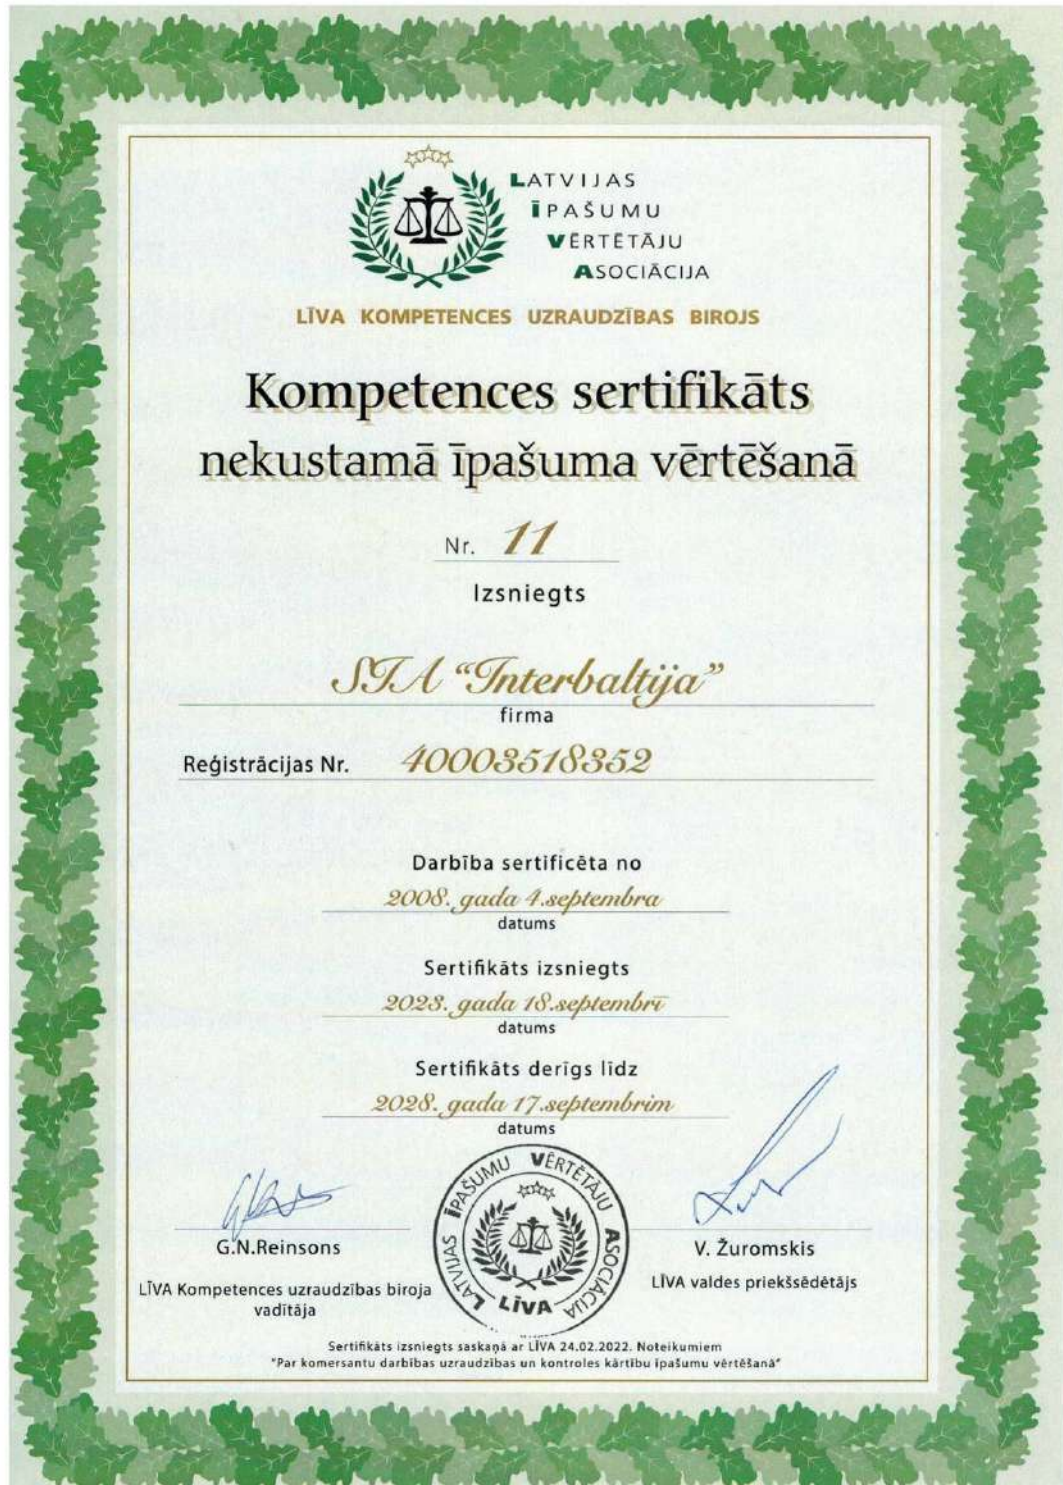 LATVIJAS
ĪPAŠUMU
VĒRTĒTĀJU
ASOCIĀCIJA
LĪVA KOMPETENCES UZRAUDZĪBAS BIROJS
Kompetences sertifikāts
nekustamā īpašuma vērtēšanā
Nr. 11
Izsniegts
SIA “Interbaltija”
firma
Reģistrācijas Nr. 40003518352
Darbība sertificēta no
2008. gada 4.septembra
datums
Sertifikāts izsniegts
2023. gada 18.septembrī
datums
Sertifikāts derīgs līdz
2028. gada 17.septembrim
datums
G.N.Reinsons
LĪVA Kompetences uzraudzības biroja
vadītāja
LATVIJAS ĪPAŠUMU VĒRTĒTĀJU ASOCIĀCIJA
LĪVA
V. Žuromskis
LĪVA valdes priekšsēdētājs
Sertifikāts izsniegts saskaņā ar LĪVA 24.02.2022. Noteikumiem
"Par komersantu darbības uzraudzības un kontroles kārtību īpašumu vērtēšanā"